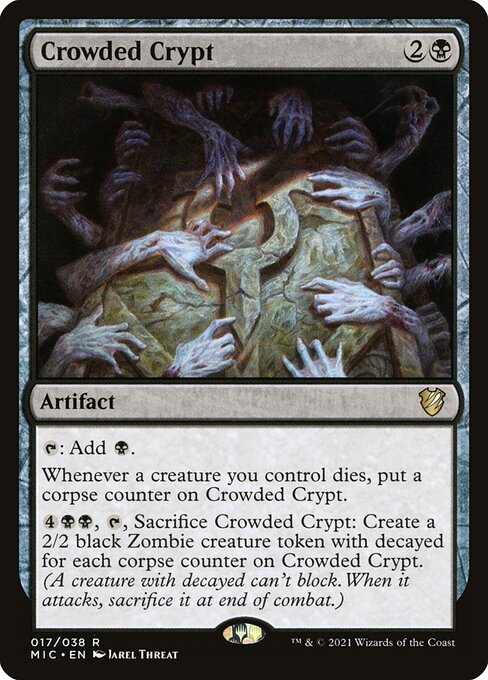 Crowded Crypt 2
Artifact
: Add .
Whenever a creature you control dies, put a
corpse counter on Crowded Crypt.
4 , , Sacrifice Crowded Crypt: Create a
2/2 black Zombie creature token with decayed
for each corpse counter on Crowded Crypt.
(A creature with decayed can't block. When it
attacks, sacrifice it at end of combat.)
017/038 R
MIC • EN Jarel Threat
™ & © 2021 Wizards of the Coast